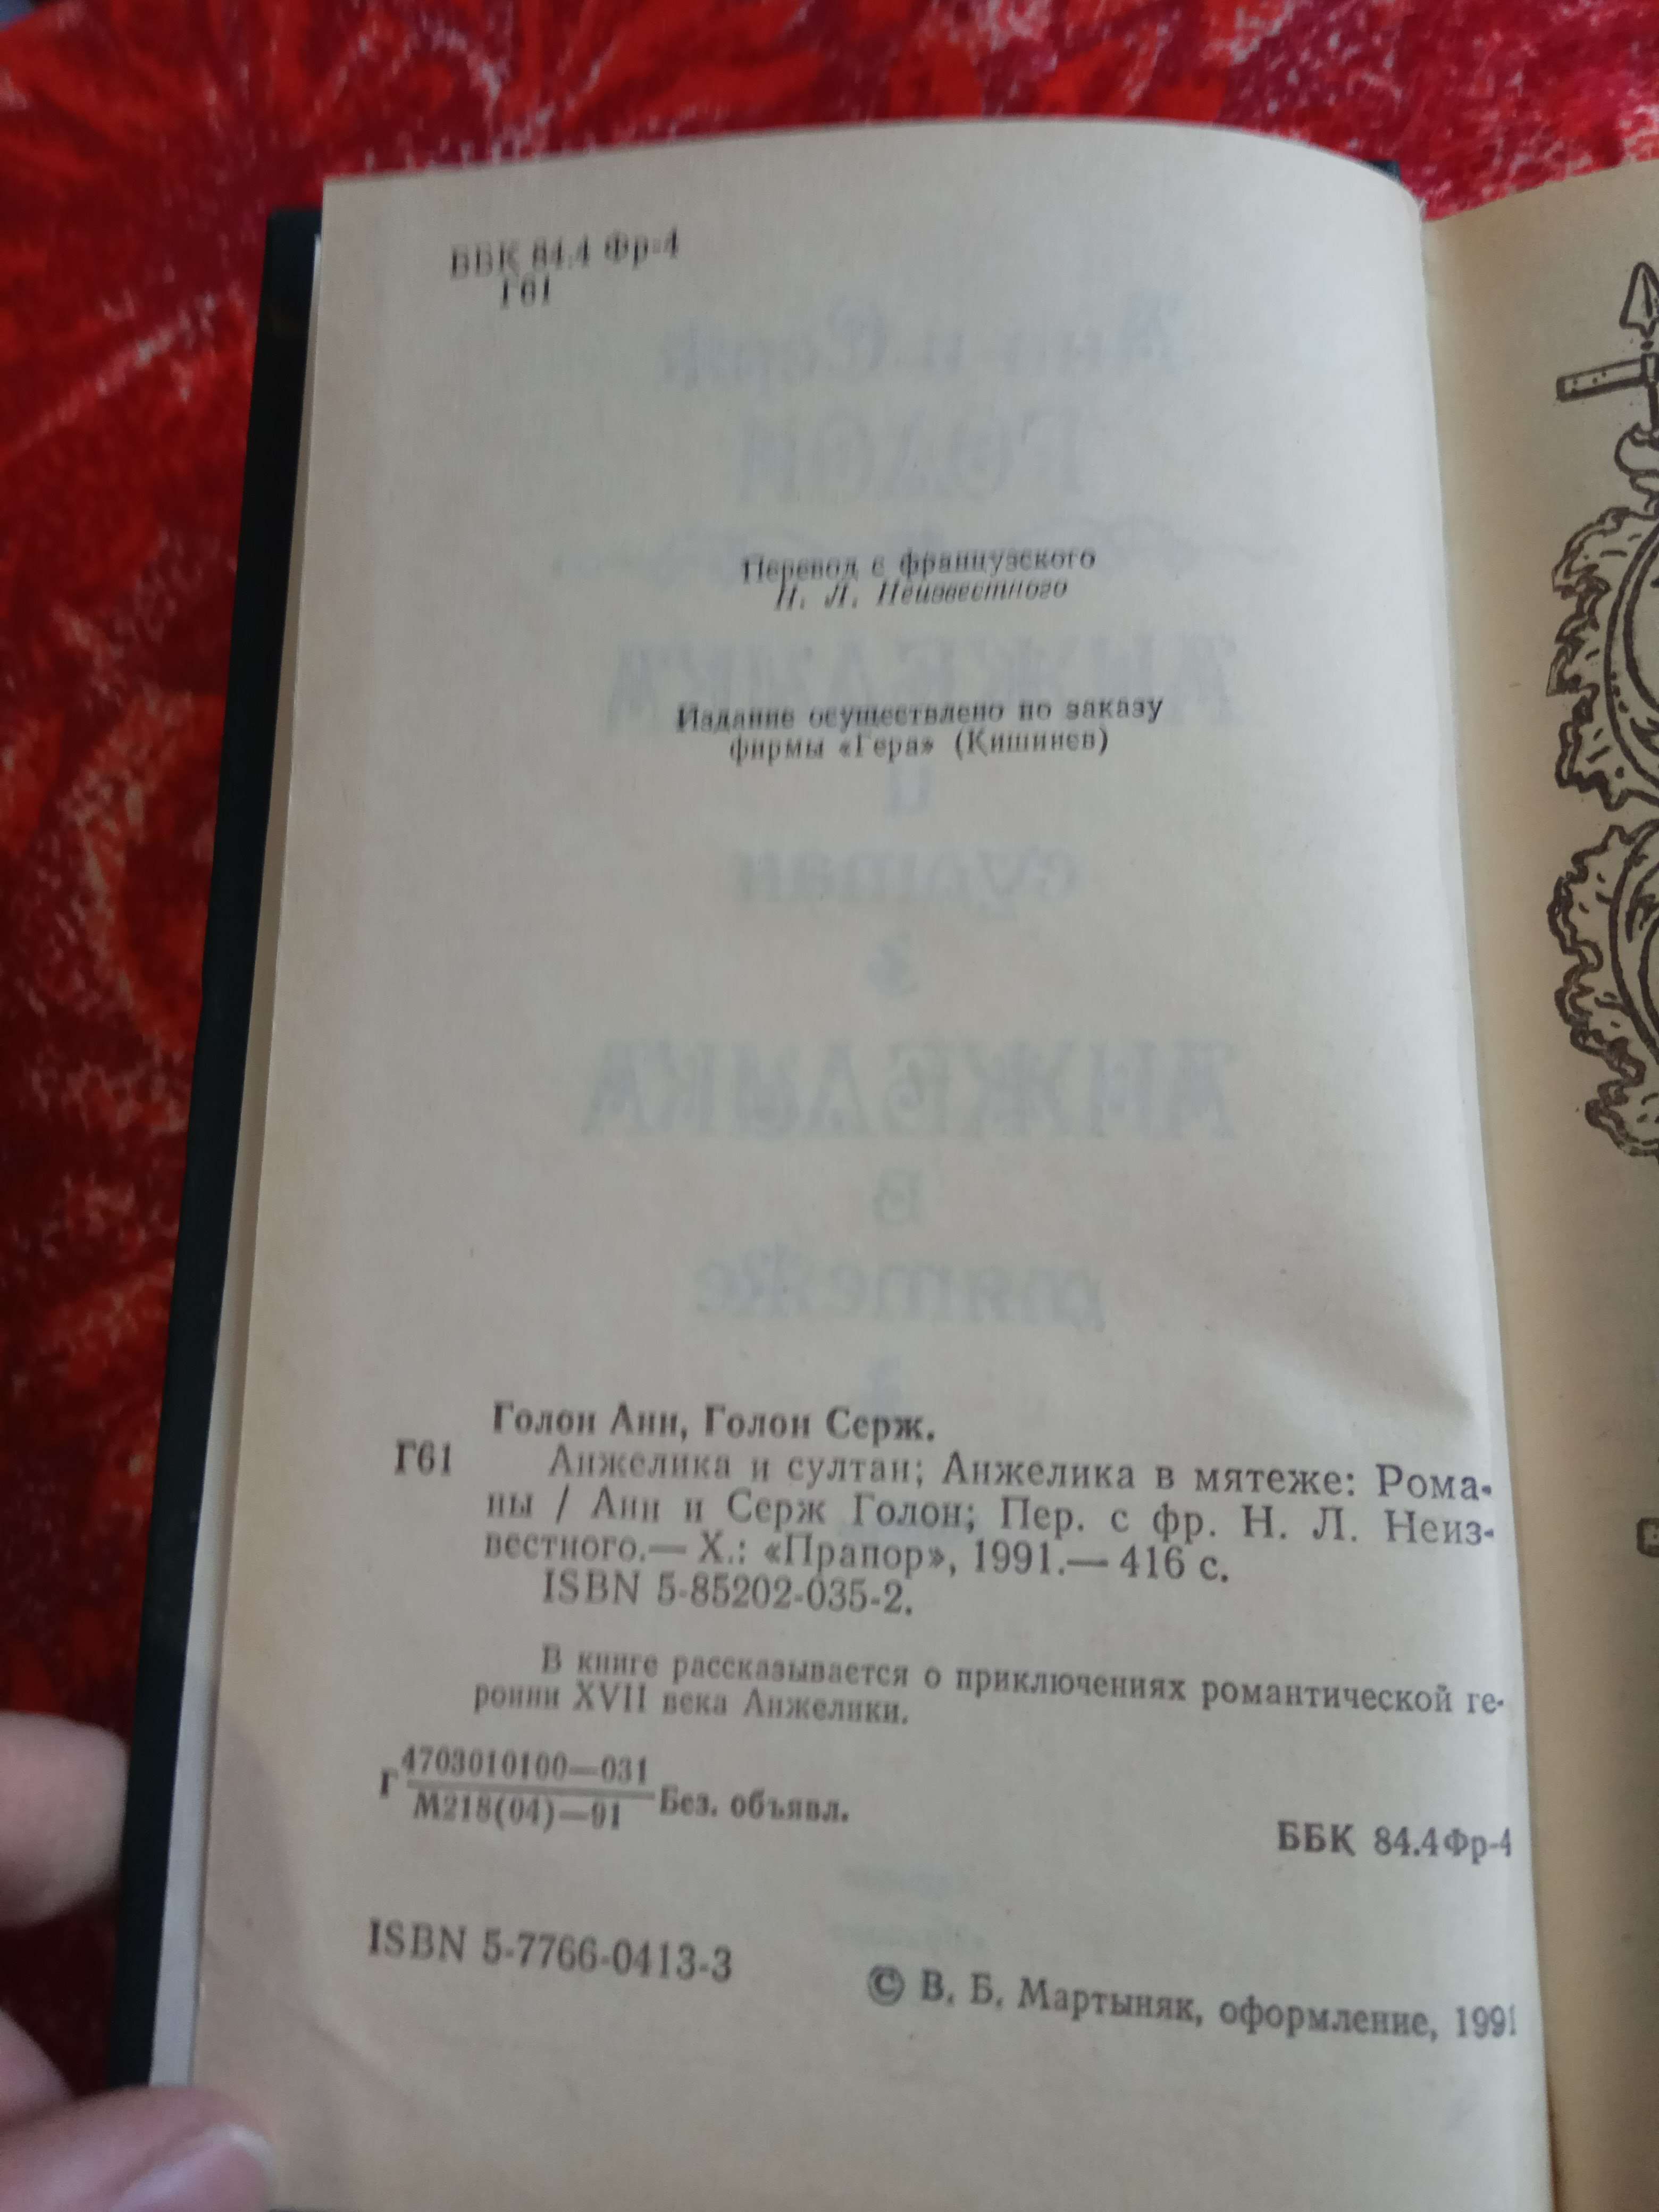 ББК 84.4 Фр-4
Г61
Перевод с французского
Н. Л. Неизвестного
Издание осуществлено по заказу
фирмы «Гера» (Кишинев)
Голон Анн, Голон Серж.
Г61 Анжелика и султан; Анжелика в мятеже: Рома-
ны / Анн и Серж Голон; Пер. с фр. Н. Л. Неиз-
вестного.— Х.: «Прапор», 1991.— 416 с.
ISBN 5-85202-035-2.
В книге рассказывается о приключениях романтической ге-
роини XVII века Анжелики.
Г 4703010100—031
М218(04)—91 Без. объявл.
ББК 84.4Фр-4
ISBN 5-7766-0413-3
© В. Б. Мартыняк, оформление, 1991